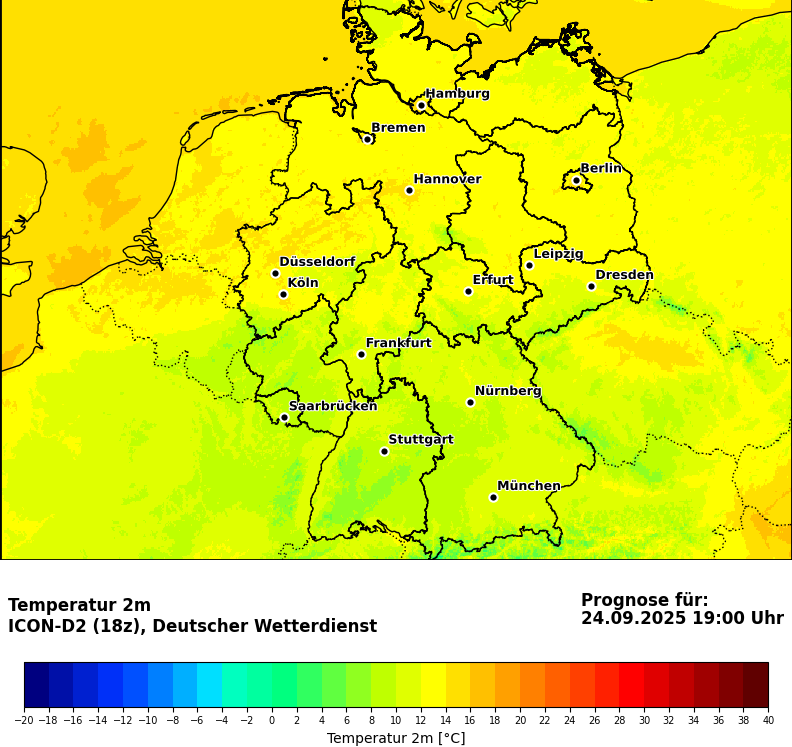 Hamburg
Bremen
Berlin
Hannover
Leipzig
Düsseldorf
Dresden
Köln
Erfurt
Frankfurt
Nürnberg
Saarbrücken
Stuttgart
München
Temperatur 2m
ICON-D2 (18z), Deutscher Wetterdienst
Prognose für:
24.09.2025 19:00 Uhr
−20 −18 −16 −14 −12 −10 −8 −6 −4 −2 0 2 4 6 8 10 12 14 16 18 20 22 24 26 28 30 32 34 36 38 40
Temperatur 2m [°C]